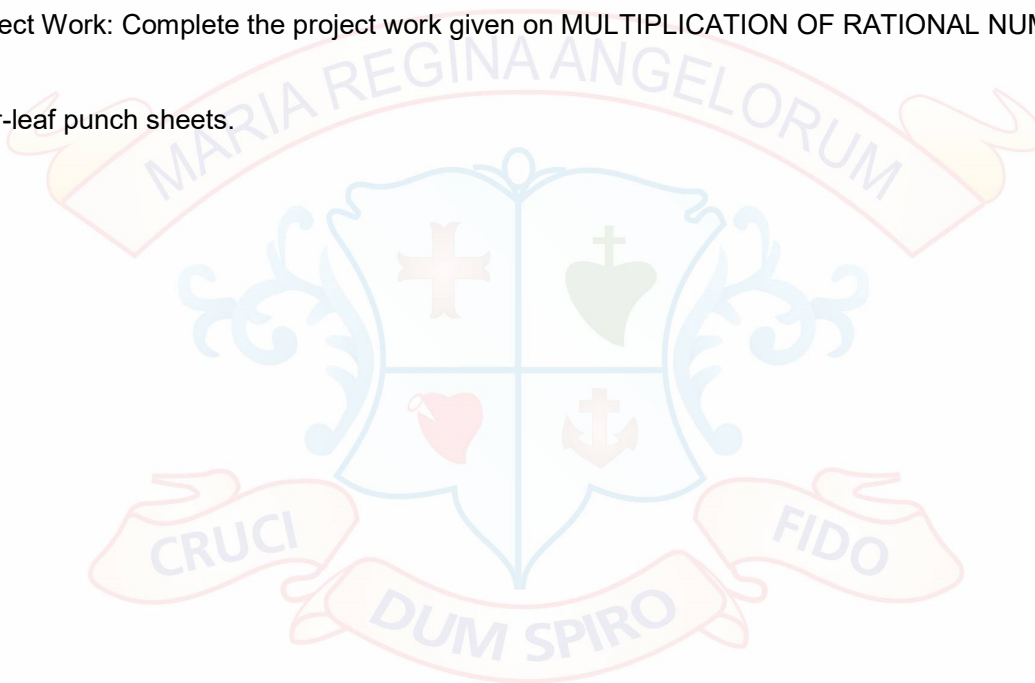 ect Work: Complete the project work given on MULTIPLICATION OF RATIONAL NUM
-leaf punch sheets.
MARIA REGINA ANGELORUM
CRUCI
DUM SPIRO
FIDO